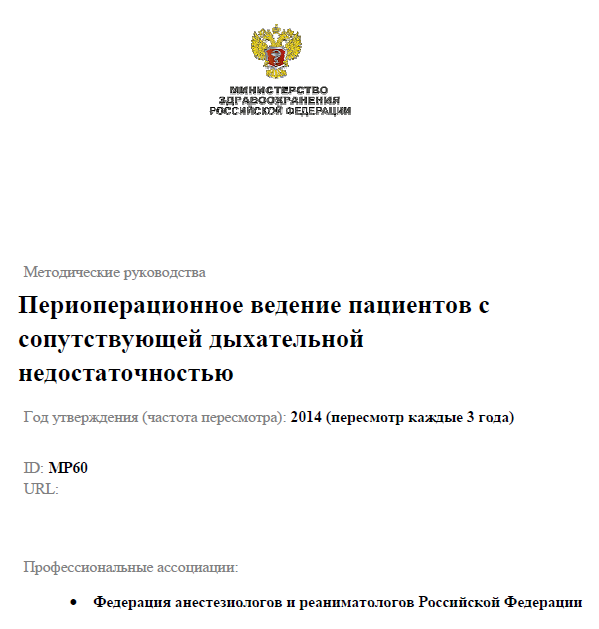 МИНИСТЕРСТВО
ЗДРАВООХРАНЕНИЯ
РОССИЙСКОЙ ФЕДЕРАЦИИ
Методические руководства
Периоперационное ведение пациентов с
сопутствующей дыхательной
недостаточностью
Год утверждения (частота пересмотра): 2014 (пересмотр каждые 3 года)
ID: МР60
URL:
Профессиональные ассоциации:
• Федерация анестезиологов и реаниматологов Российской Федерации